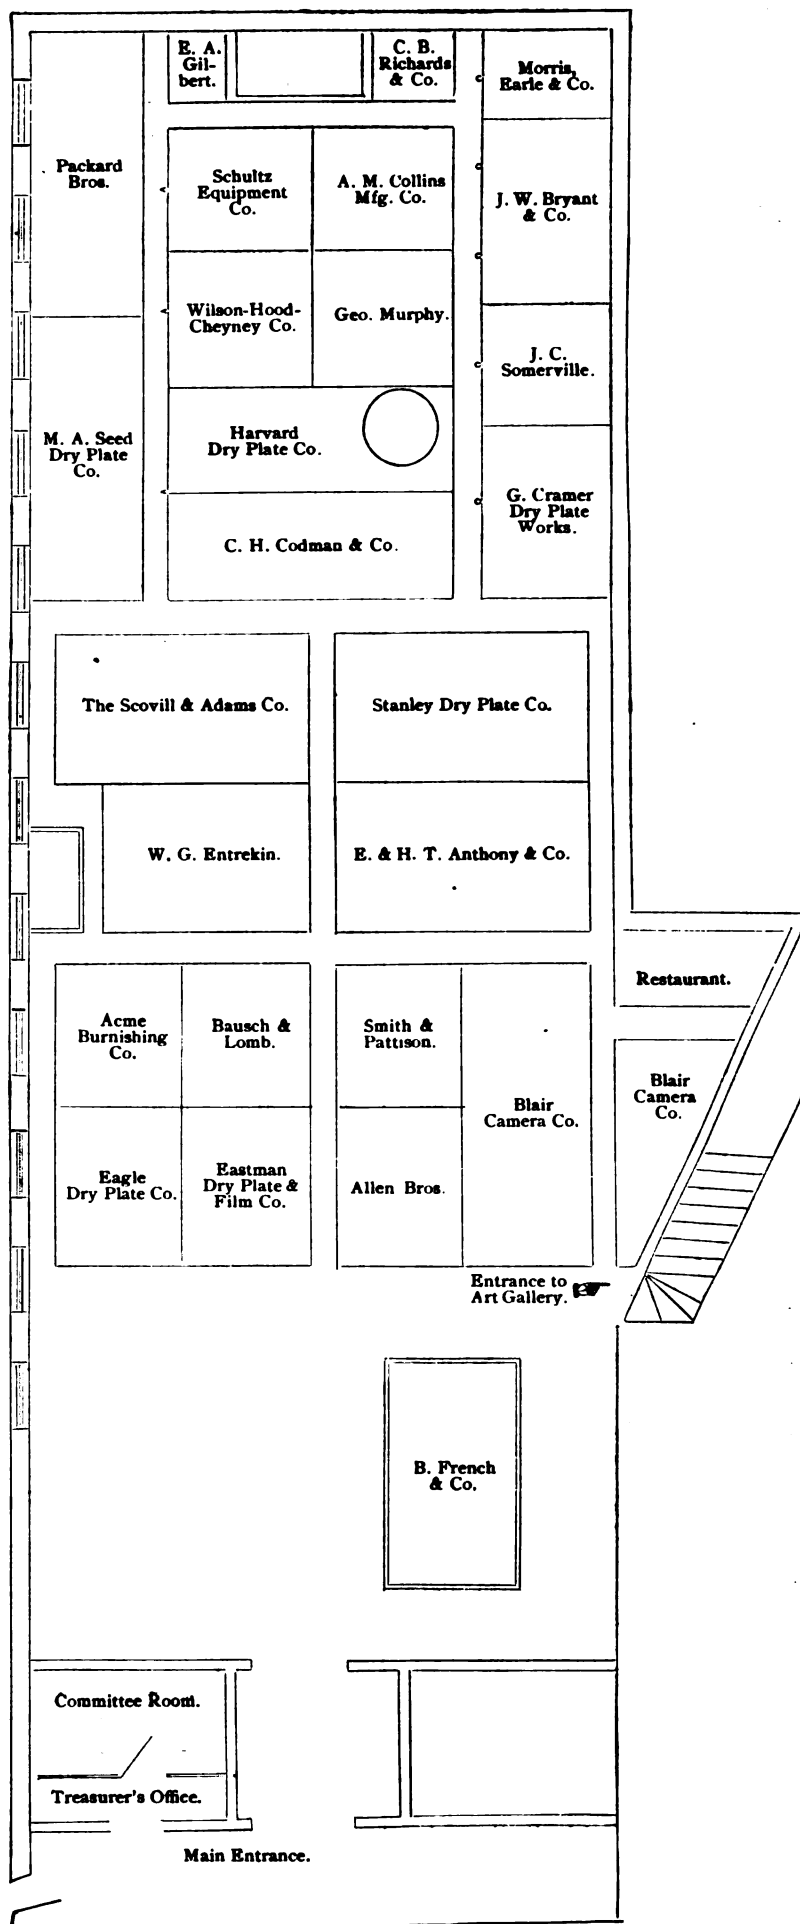 E. A.
Gil-
bert.
C. B.
Richards
& Co.
Morris,
Earle & Co.
Packard
Bros.
Schultz
Equipment
Co.
A. M. Collins
Mfg. Co.
J. W. Bryant
& Co.
Wilson-Hood-
Cheyney Co.
Geo. Murphy.
J. C.
Somerville.
M. A. Seed
Dry Plate
Co.
Harvard
Dry Plate Co.
G. Cramer
Dry Plate
Works.
C. H. Codman & Co.
The Scovill & Adams Co.
Stanley Dry Plate Co.
W. G. Entrekin.
E. & H. T. Anthony & Co.
Restaurant.
Acme
Burnishing
Co.
Bausch &
Lomb.
Smith &
Pattison.
Blair
Camera Co.
Blair
Camera
Co.
Eagle
Dry Plate Co.
Eastman
Dry Plate &
Film Co.
Allen Bros.
Entrance to
Art Gallery.
B. French
& Co.
Committee Room.
Treasurer's Office.
Main Entrance.